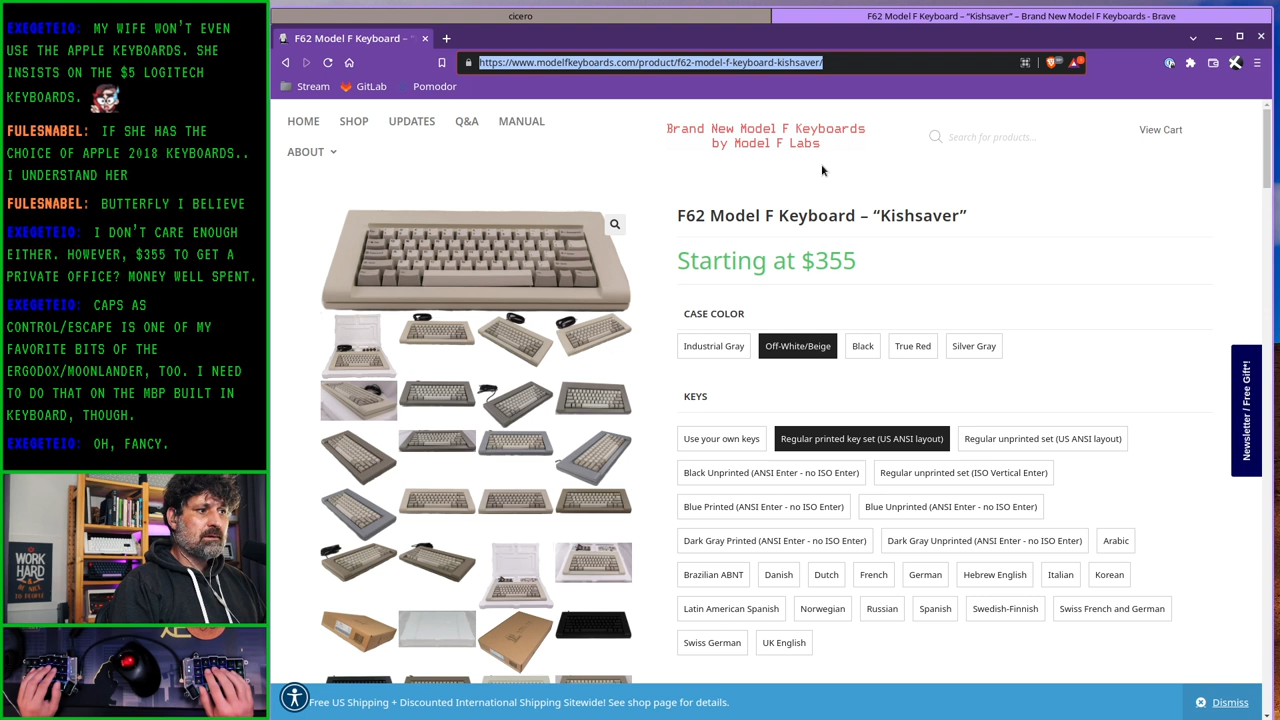 EXEGETEIO: MY WIFE WON'T EVEN
USE THE APPLE KEYBOARDS. SHE
INSISTS ON THE $5 LOGITECH
KEYBOARDS.
FULESNABEL: IF SHE HAS THE
CHOICE OF APPLE 2018 KEYBOARDS..
I UNDERSTAND HER
FULESNABEL: BUTTERFLY I BELIEVE
EXEGETEIO: I DON'T CARE ENOUGH
EITHER. HOWEVER, $355 TO GET A
PRIVATE OFFICE? MONEY WELL SPENT.
EXEGETEIO: CAPS AS
CONTROL/ESCAPE IS ONE OF MY
FAVORITE BITS OF THE
ERGODOX/MOONLANDER, TOO. I NEED
TO DO THAT ON THE MBP BUILT IN
KEYBOARD, THOUGH.
EXEGETEIO: OH, FANCY.
WORK
HARD
cicero
F62 Model F Keyboard – “Kishsaver” – Brand New Model F Keyboards - Brave
F62 Model F Keyboard – “
https://www.modelfkeyboards.com/product/f62-model-f-keyboard-kishsaver/
Stream
GitLab
Pomodor
HOME
SHOP
UPDATES
Q&A
MANUAL
ABOUT
Brand New Model F Keyboards
by Model F Labs
Search for products...
View Cart
F62 Model F Keyboard – “Kishsaver”
Starting at $355
CASE COLOR
Industrial Gray
Off-White/Beige
Black
True Red
Silver Gray
KEYS
Use your own keys
Regular printed key set (US ANSI layout)
Regular unprinted set (US ANSI layout)
Black Unprinted (ANSI Enter - no ISO Enter)
Regular unprinted set (ISO Vertical Enter)
Blue Printed (ANSI Enter - no ISO Enter)
Blue Unprinted (ANSI Enter - no ISO Enter)
Dark Gray Printed (ANSI Enter - no ISO Enter)
Dark Gray Unprinted (ANSI Enter - no ISO Enter)
Arabic
Brazilian ABNT
Danish
Dutch
French
German
Hebrew English
Italian
Korean
Latin American Spanish
Norwegian
Russian
Spanish
Swedish-Finnish
Swiss French and German
Swiss German
UK English
Newsletter / Free Gift*!
Free US Shipping + Discounted International Shipping Sitewide! See shop page for details.
Dismiss